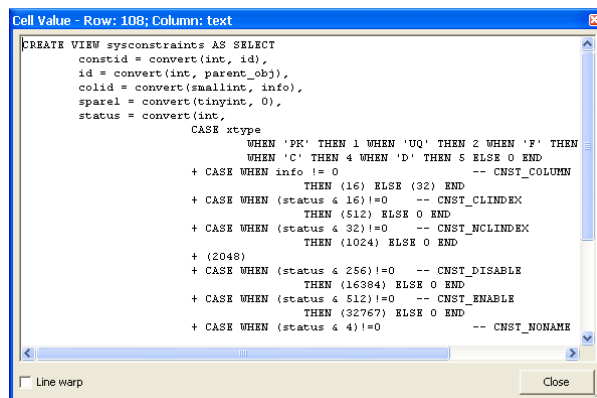 Cell Value - Row: 108; Column: text
CREATE VIEW sysconstraints AS SELECT
constid = convert(int, id),
id = convert(int, parent_obj),
colid = convert(smallint, info),
spare1 = convert(tinyint, 0),
status = convert(int,
CASE xtype
WHEN 'PK' THEN 1 WHEN 'UQ' THEN 2 WHEN 'F' THEN
WHEN 'C' THEN 4 WHEN 'D' THEN 5 ELSE 0 END
+ CASE WHEN info != 0 -- CNST_COLUMN
THEN (16) ELSE (32) END
+ CASE WHEN (status & 16)!=0 -- CNST_CLINDEX
THEN (512) ELSE 0 END
+ CASE WHEN (status & 32)!=0 -- CNST_NCLINDEX
THEN (1024) ELSE 0 END
+ (2048)
+ CASE WHEN (status & 256)!=0 -- CNST_DISABLE
THEN (16384) ELSE 0 END
+ CASE WHEN (status & 512)!=0 -- CNST_ENABLE
THEN (32767) ELSE 0 END
+ CASE WHEN (status & 4)!=0 -- CNST_NONAME
Line warp
Close